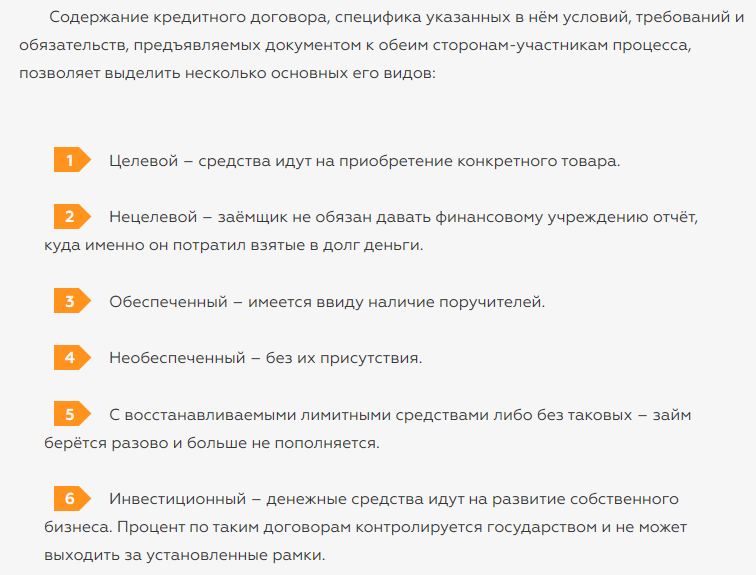 Содержание кредитного договора, специфика указанных в нём условий, требований и
обязательств, предъявляемых документом к обеим сторонам-участникам процесса,
позволяет выделить несколько основных его видов:
1 Целевой – средства идут на приобретение конкретного товара.
2 Нецелевой – заёмщик не обязан давать финансовому учреждению отчёт,
куда именно он потратил взятые в долг деньги.
3 Обеспеченный – имеется ввиду наличие поручителей.
4 Необеспеченный – без их присутствия.
5 С восстанавливаемыми лимитными средствами либо без таковых – займ
берётся разово и больше не пополняется.
6 Инвестиционный – денежные средства идут на развитие собственного
бизнеса. Процент по таким договорам контролируется государством и не может
выходить за установленные рамки.